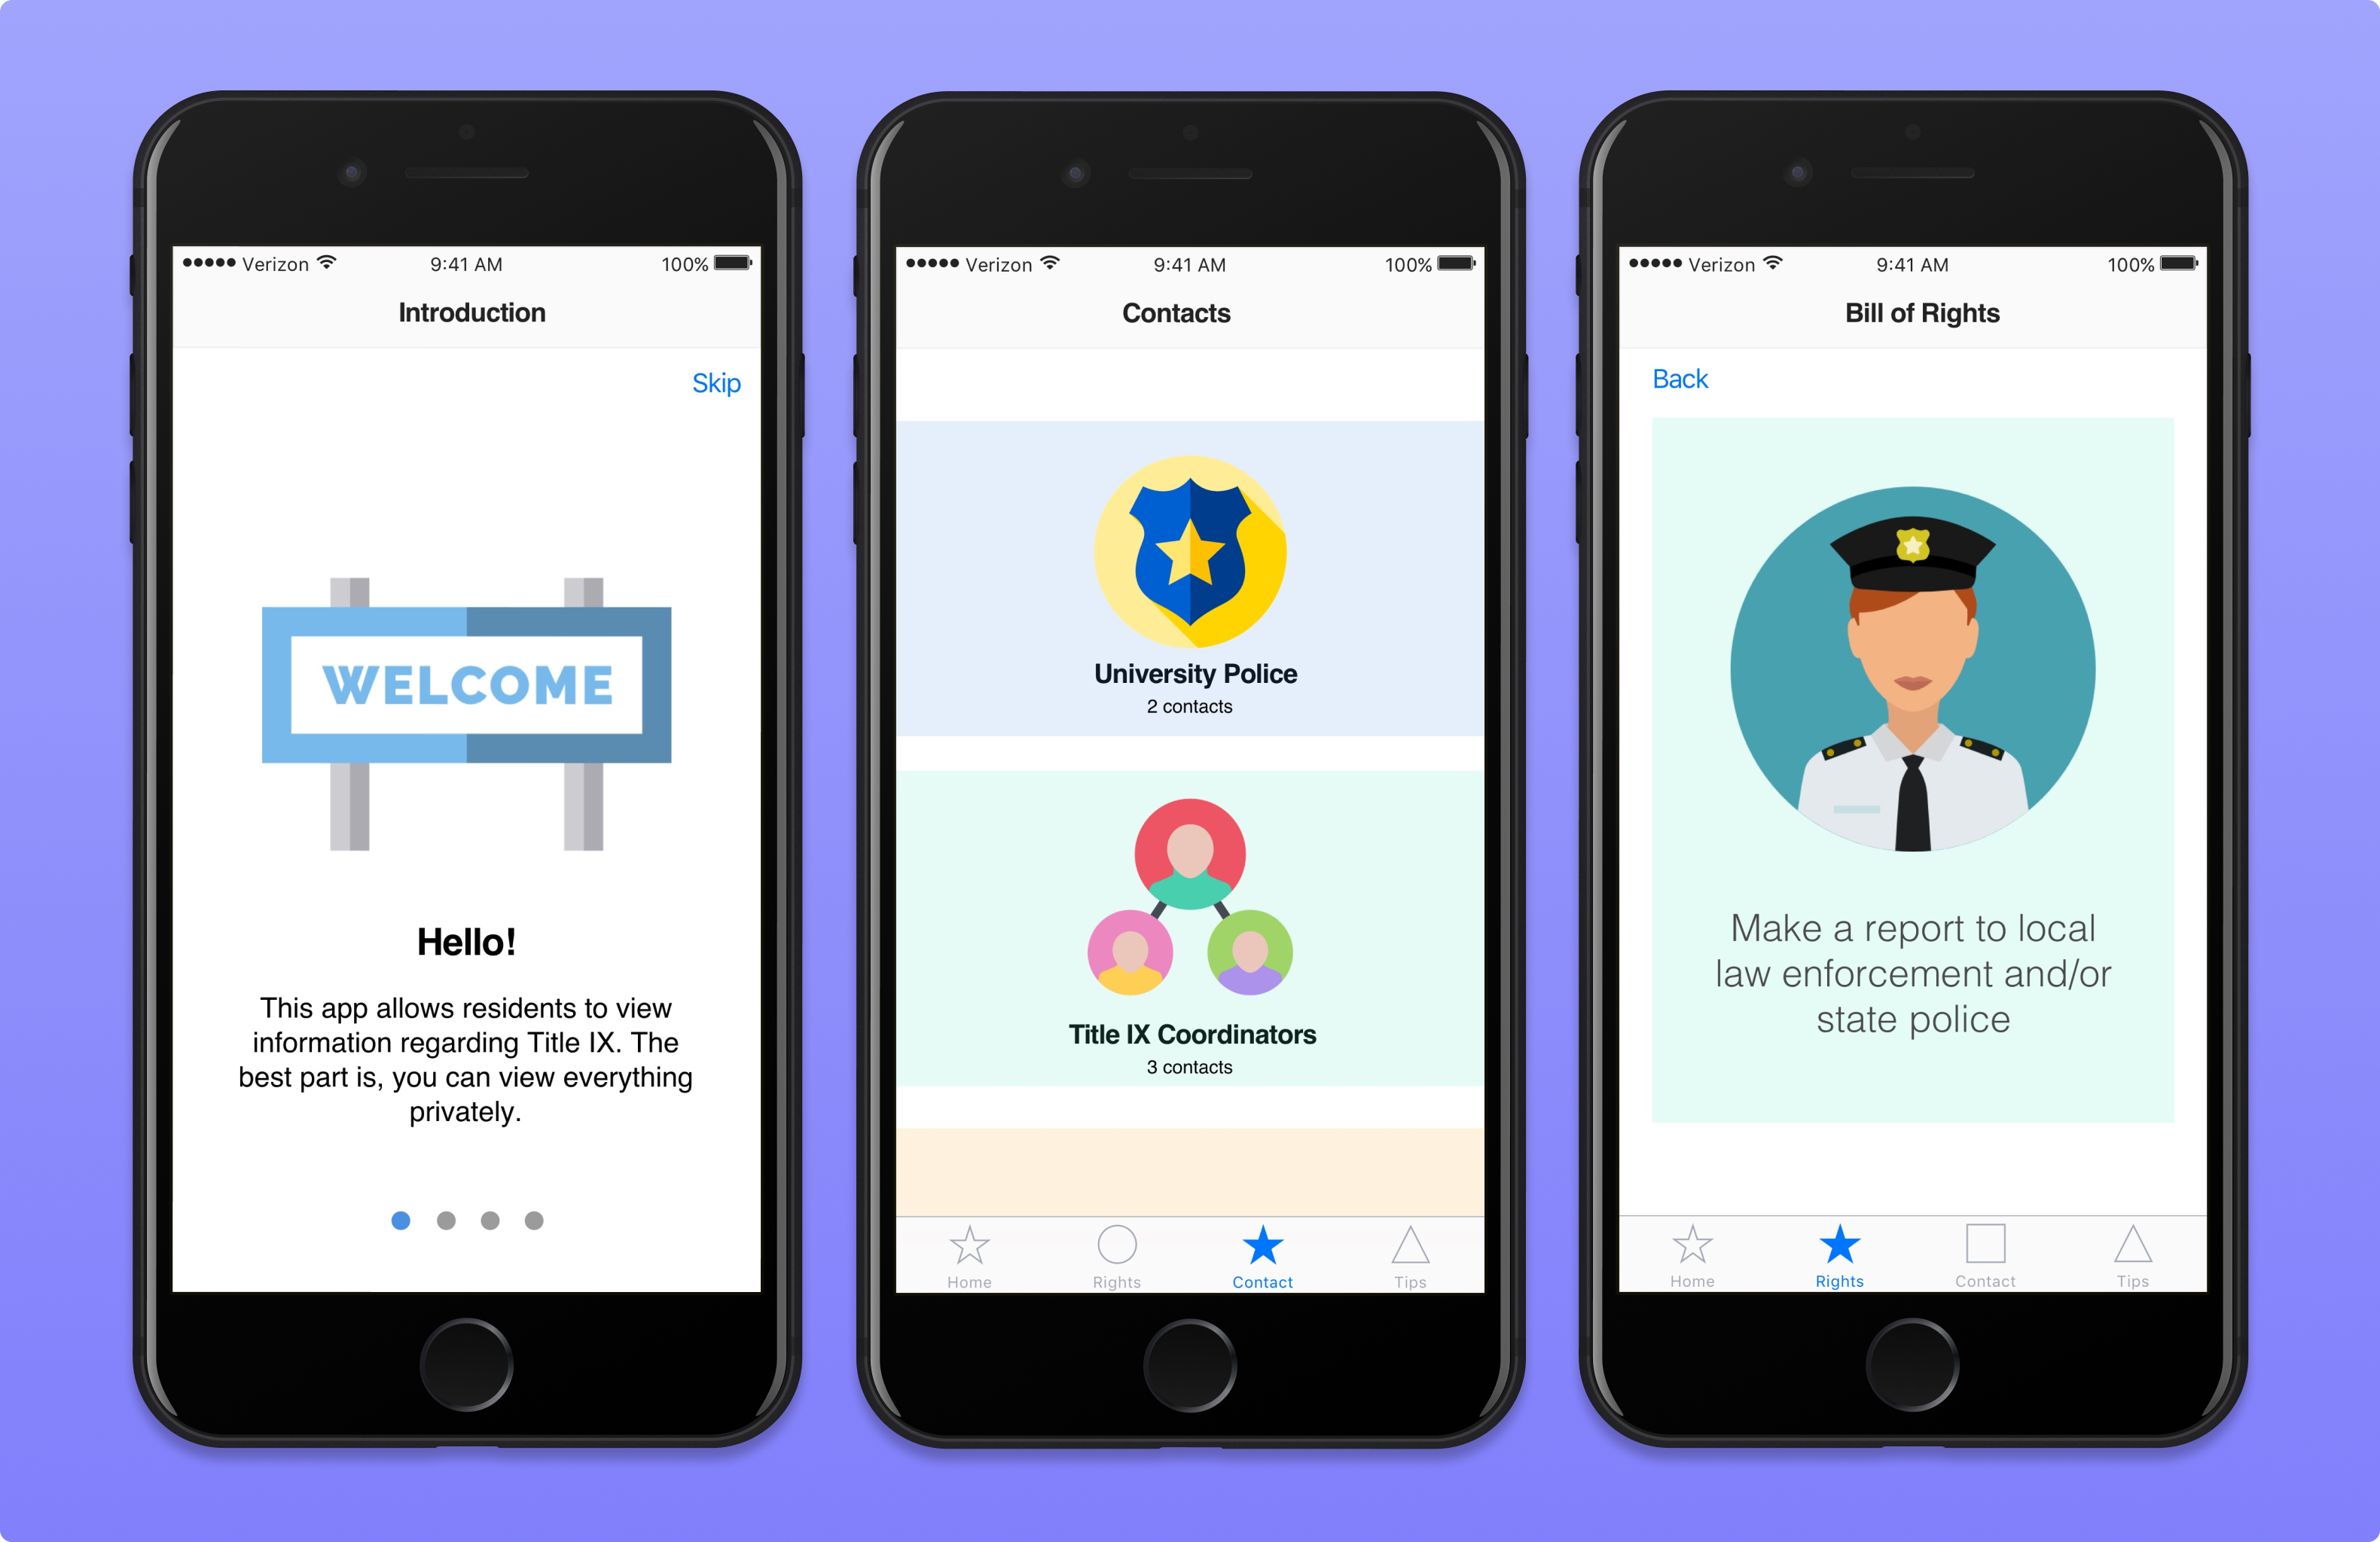 Verizon 9:41 AM 100%
Introduction
Skip
WELCOME
Hello!
This app allows residents to view
information regarding Title IX. The
best part is, you can view everything
privately.
Verizon 9:41 AM 100%
Contacts
University Police
2 contacts
Title IX Coordinators
3 contacts
Home Rights Contact Tips
Verizon 9:41 AM 100%
Bill of Rights
Back
Make a report to local
law enforcement and/or
state police
Home Rights Contact Tips